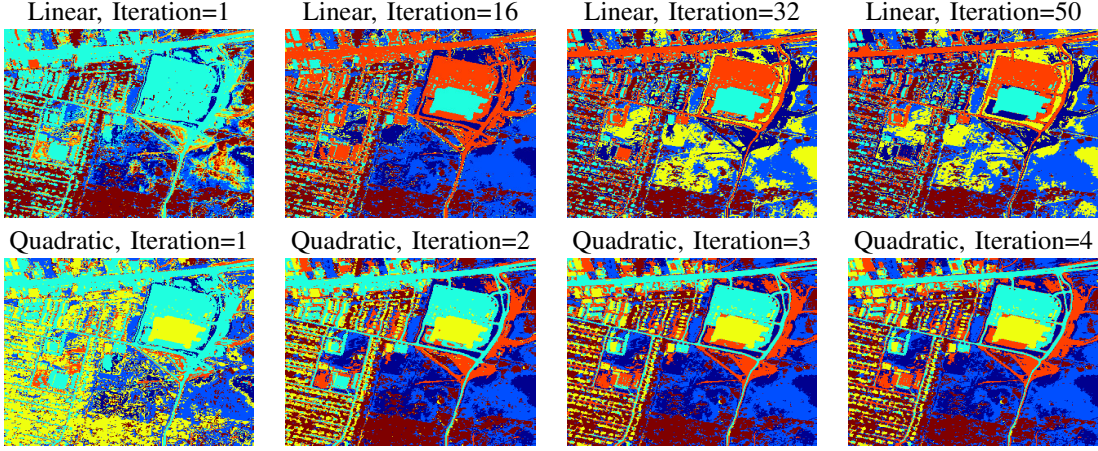 Linear, Iteration=1
Linear, Iteration=16
Linear, Iteration=32
Linear, Iteration=50
Quadratic, Iteration=1
Quadratic, Iteration=2
Quadratic, Iteration=3
Quadratic, Iteration=4